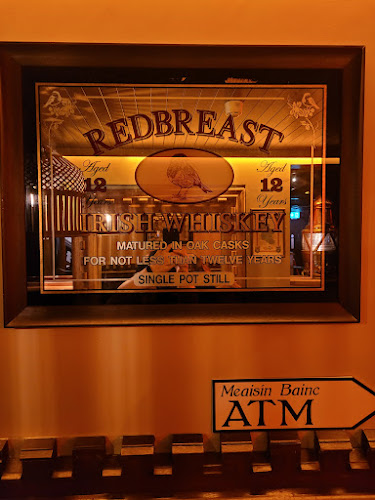 REDBREAST
Aged Aged
12 12
Years Years
IRISH WHISKEY
MATURED IN OAK CASKS
FOR NOT LESS THAN TWELVE YEARS
SINGLE POT STILL
Meaisin Bainc
ATM